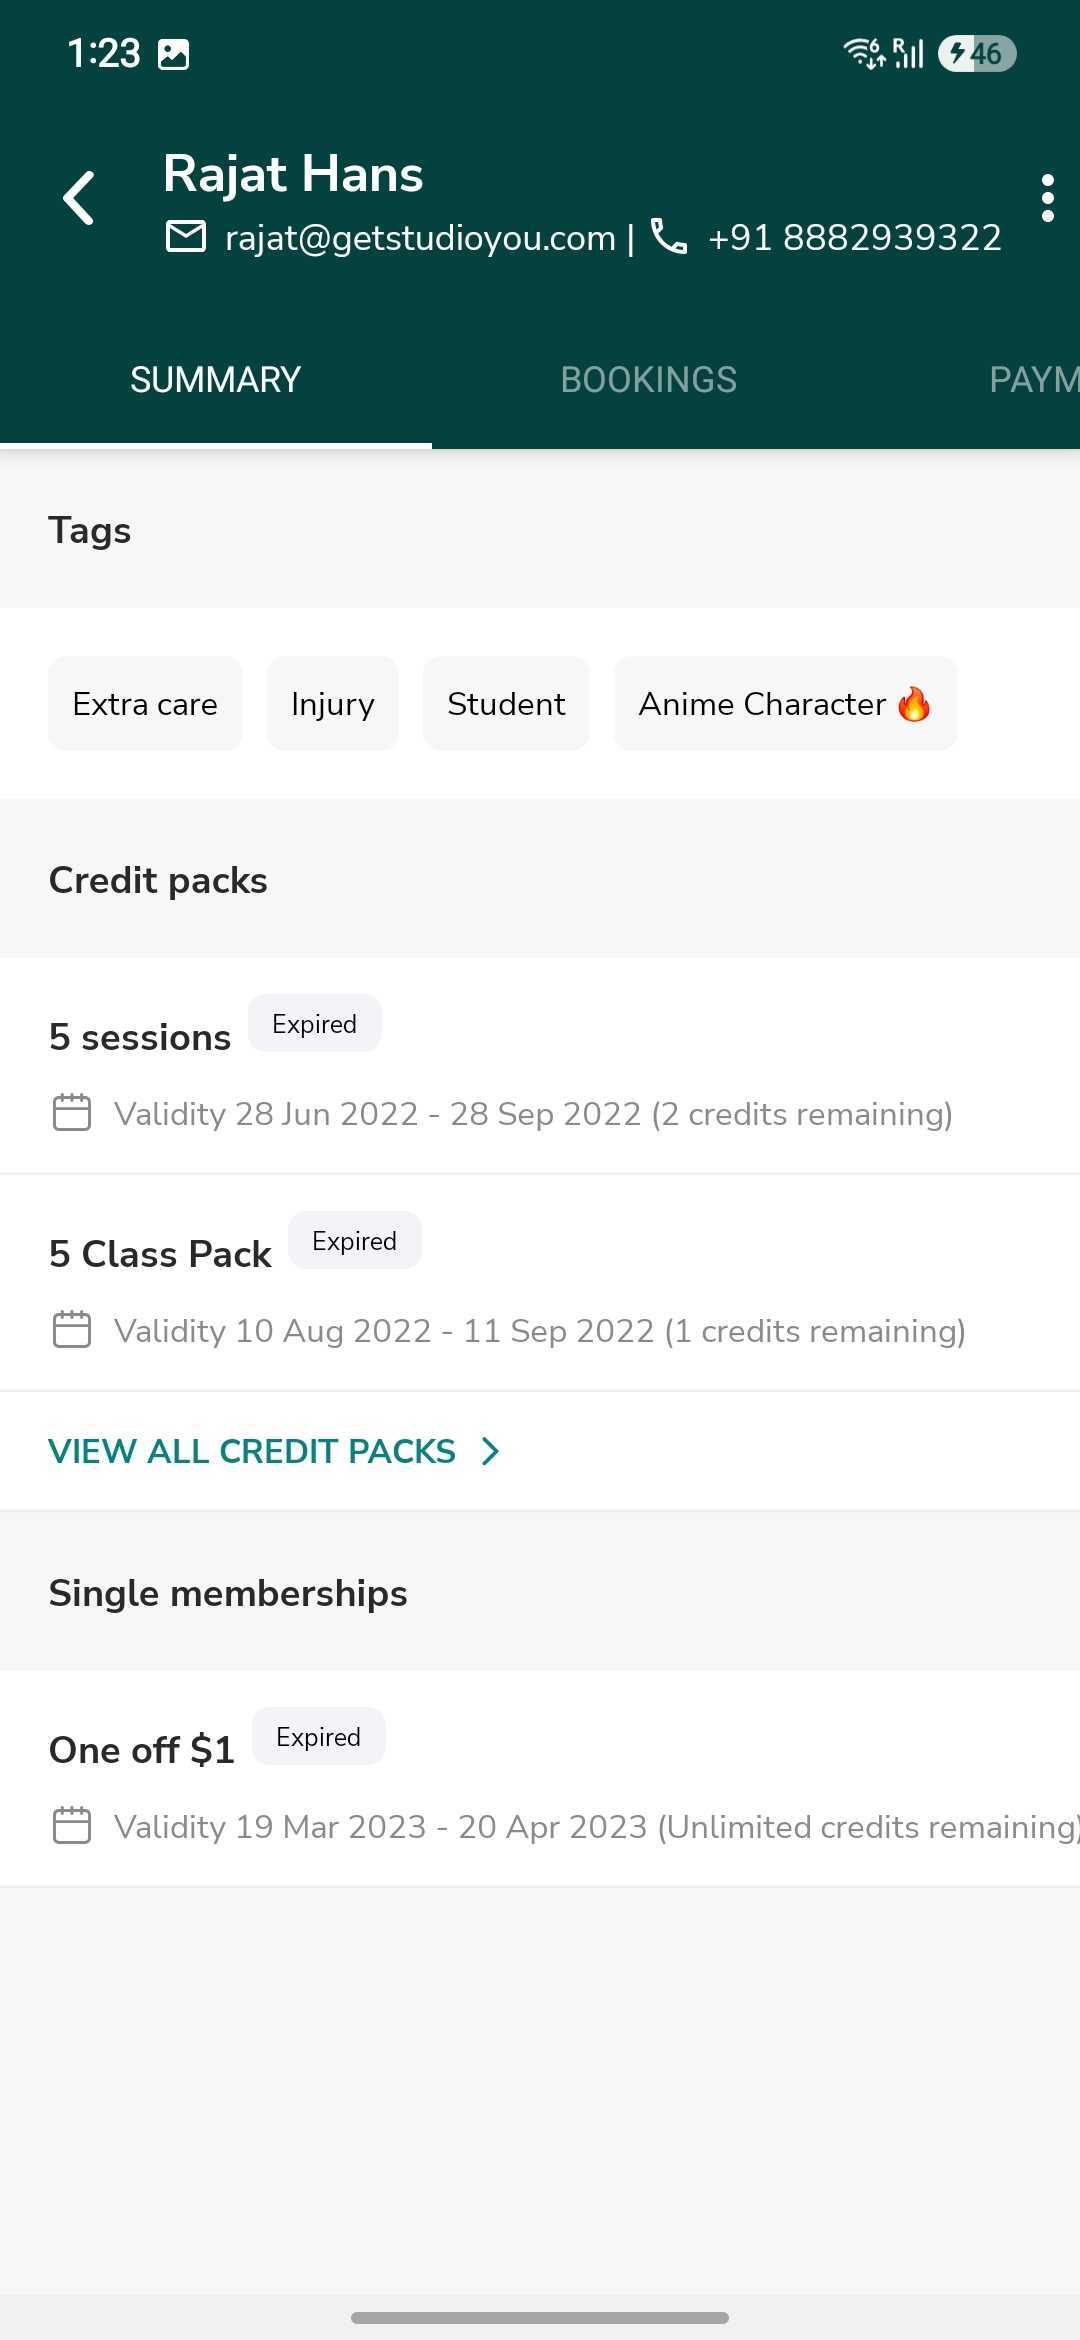 1:23
6 R 46
Rajat Hans
rajat@getstudioyou.com | +91 8882939322
SUMMARY BOOKINGS PAYM
Tags
Extra care Injury Student Anime Character 🔥
Credit packs
5 sessions Expired
Validity 28 Jun 2022 - 28 Sep 2022 (2 credits remaining)
5 Class Pack Expired
Validity 10 Aug 2022 - 11 Sep 2022 (1 credits remaining)
VIEW ALL CREDIT PACKS
Single memberships
One off $1 Expired
Validity 19 Mar 2023 - 20 Apr 2023 (Unlimited credits remaining)